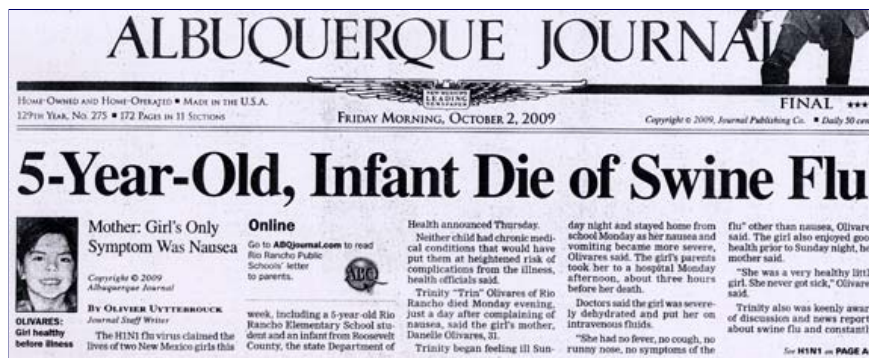 ALBUQUERQUE JOURNAL
NEW MEXICO'S
LEADING
NEWSPAPER
HOME-OWNED AND HOME-OPERATED ■ MADE IN THE U.S.A.
129TH YEAR, NO. 275 ■ 172 PAGES IN 11 SECTIONS
FRIDAY MORNING, OCTOBER 2, 2009
FINAL ★★★
Copyright © 2009, Journal Publishing Co. ■ Daily 50 cen
5-Year-Old, Infant Die of Swine Flu
OLIVARES:
Girl healthy
before illness
Mother: Girl's Only
Symptom Was Nausea
Copyright © 2009
Albuquerque Journal
BY OLIVIER UYTTEBROUCK
Journal Staff Writer
The H1N1 flu virus claimed the
lives of two New Mexico girls this
Online
Go to ABQjournal.com to read
Rio Rancho Public
Schools' letter
to parents.
ABQ
week, including a 5-year-old Rio
Rancho Elementary School stu-
dent and an infant from Roosevelt
County, the state Department of
Health announced Thursday.
Neither child had chronic medi-
cal conditions that would have
put them at heightened risk of
complications from the illness,
health officials said.
Trinity "Trin" Olivares of Rio
Rancho died Monday evening,
just a day after complaining of
nausea, said the girl's mother,
Danelle Olivares, 31.
Trinity began feeling ill Sun-
day night and stayed home from
school Monday as her nausea and
vomiting became more severe,
Olivares said. The girl's parents
took her to a hospital Monday
afternoon, about three hours
before her death.
Doctors said the girl was severe-
ly dehydrated and put her on
intravenous fluids.
"She had no fever, no cough, no
runny nose, no symptoms of the
flu" other than nausea, Olivare
said. The girl also enjoyed goo
health prior to Sunday night, he
mother said.
"She was a very healthy littl
girl. She never got sick," Olivare
said.
Trinity also was keenly awar
of discussion and news report
about swine flu and constantl
See H1N1 on PAGE A